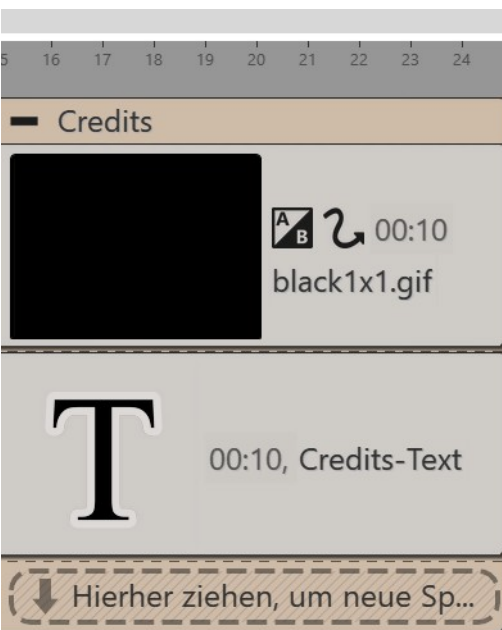 5 16 17 18 19 20 21 22 23 24
Credits
A B 00:10
black1x1.gif
T 00:10, Credits-Text
Hierher ziehen, um neue Sp...